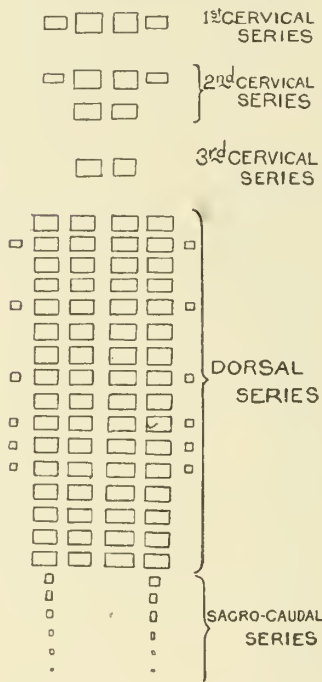 1st CERVICAL
SERIES
2nd CERVICAL
SERIES
3rd CERVICAL
SERIES
DORSAL
SERIES
SACRO-CAUDAL
SERIES